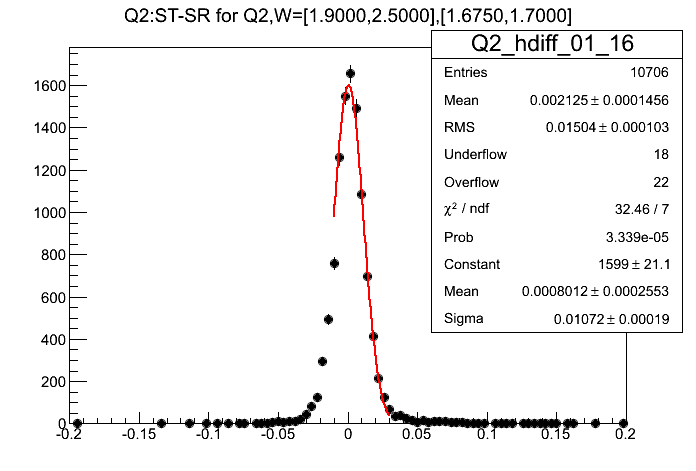 Q2:ST-SR for Q2,W=[1.9000,2.5000],[1.6750,1.7000]
Q2_hdiff_01_16
Entries 10706
Mean 0.002125 ± 0.0001456
RMS 0.01504 ± 0.000103
Underflow 18
Overflow 22
χ² / ndf 32.46 / 7
Prob 3.339e-05
Constant 1599 ± 21.1
Mean 0.0008012 ± 0.0002553
Sigma 0.01072 ± 0.00019
1600
1400
1200
1000
800
600
400
200
0
-0.2 -0.15 -0.1 -0.05 0 0.05 0.1 0.15 0.2